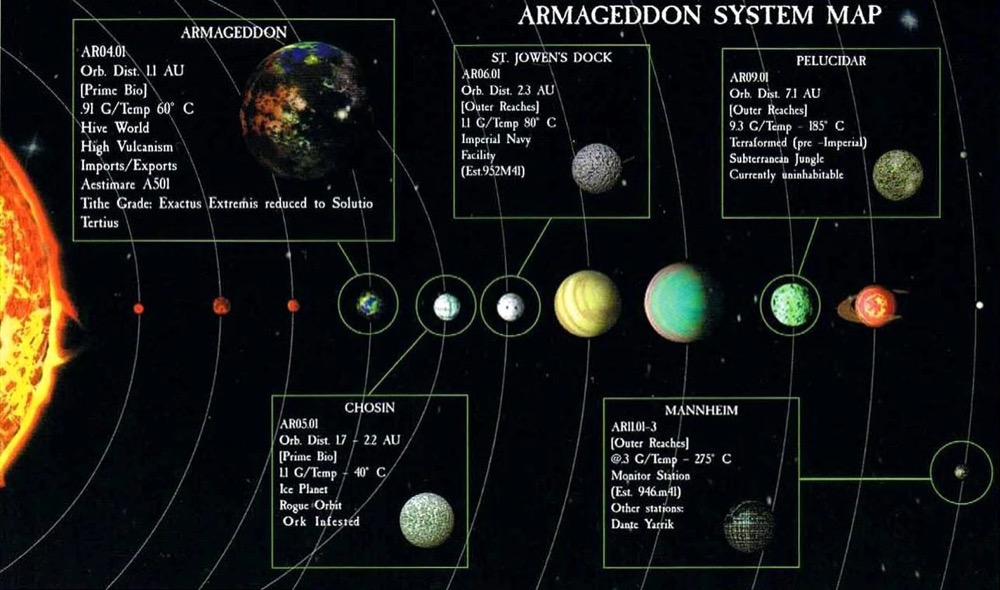 ARMAGEDDON SYSTEM MAP
ARMAGEDDON
AR04.01
Orb. Dist. 1.1 AU
[Prime Bio]
.91 G/Temp 60° C
Hive World
High Vulcanism
Imports/Exports
Aestimare A501
Tithe Grade: Exactus Extremis reduced to Solutio
Tertius
ST. JOWEN'S DOCK
AR06.01
Orb. Dist. 2.3 AU
[Outer Reaches]
1.1 G/Temp 80° C
Imperial Navy
Facility
(Est.952M41)
PELUCIDAR
AR09.01
Orb. Dist. 7.1 AU
[Outer Reaches]
9.3 G/Temp - 185° C
Terraformed (pre -Imperial)
Subterranean Jungle
Currently uninhabitable
CHOSIN
AR05.01
Orb. Dist. 1.7 - 2.2 AU
[Prime Bio]
1.1 G/Temp - 40° C
Ice Planet
Rogue Orbit
Ork Infested
MANNHEIM
AR11.01-3
[Outer Reaches]
@.3 G/Temp - 275° C
Monitor Station
(Est. 946.m41)
Other stations:
Dante Yarrik